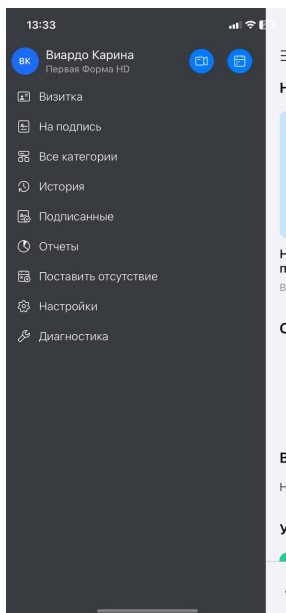 13:33
ВК
Виардо Карина
Первая Форма HD
Визитка
На подпись
Все категории
История
Подписанные
Отчеты
Поставить отсутствие
Настройки
Диагностика